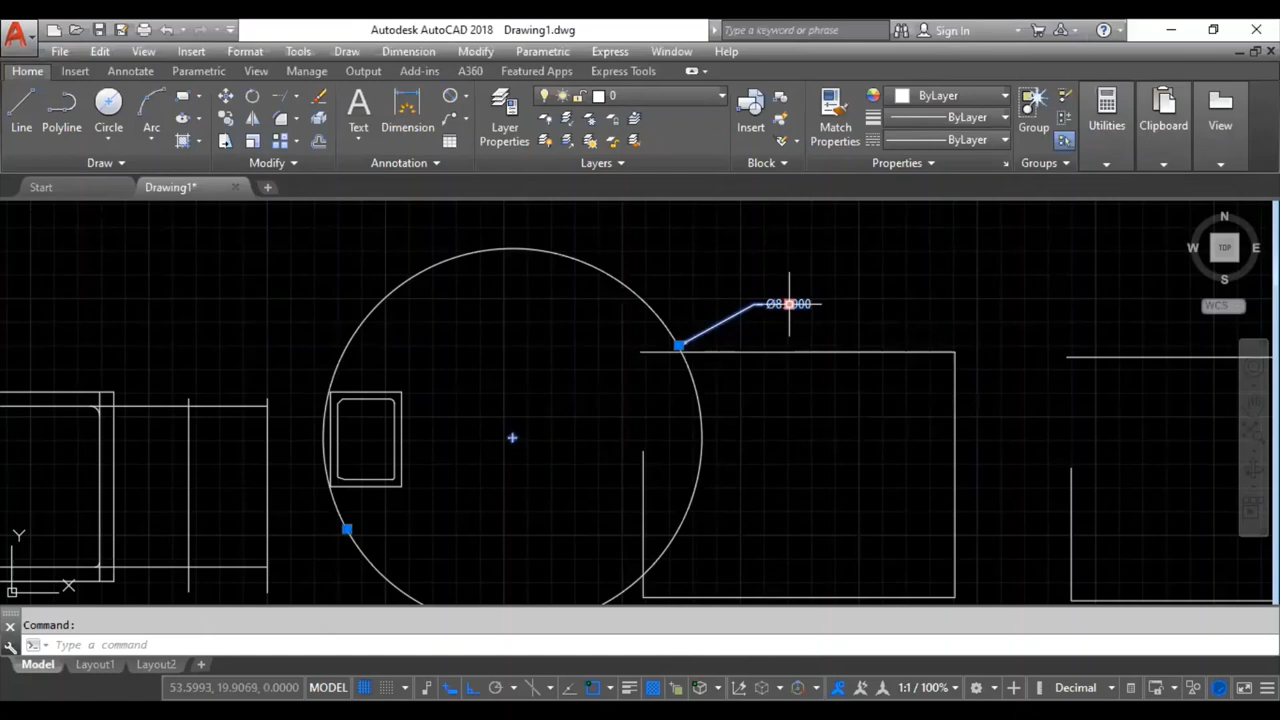 Autodesk AutoCAD 2018 Drawing1.dwg
Type a keyword or phrase
Sign In
File Edit View Insert Format Tools Draw Dimension Modify Parametric Express Window Help
Home Insert Annotate Parametric View Manage Output Add-ins A360 Featured Apps Express Tools
0
ByLayer
ByLayer
ByLayer
Line Polyline Circle Arc
Text Dimension
Layer
Properties
Insert
Match
Properties
Group
Utilities
Clipboard
View
Draw Modify Annotation Layers Block Properties Groups
Start
Drawing1*
N
W TOP E
S
WCS
Y
X
Command:
Type a command
Model Layout1 Layout2
53.5993, 19.9069, 0.0000 MODEL 1:1 / 100% Decimal